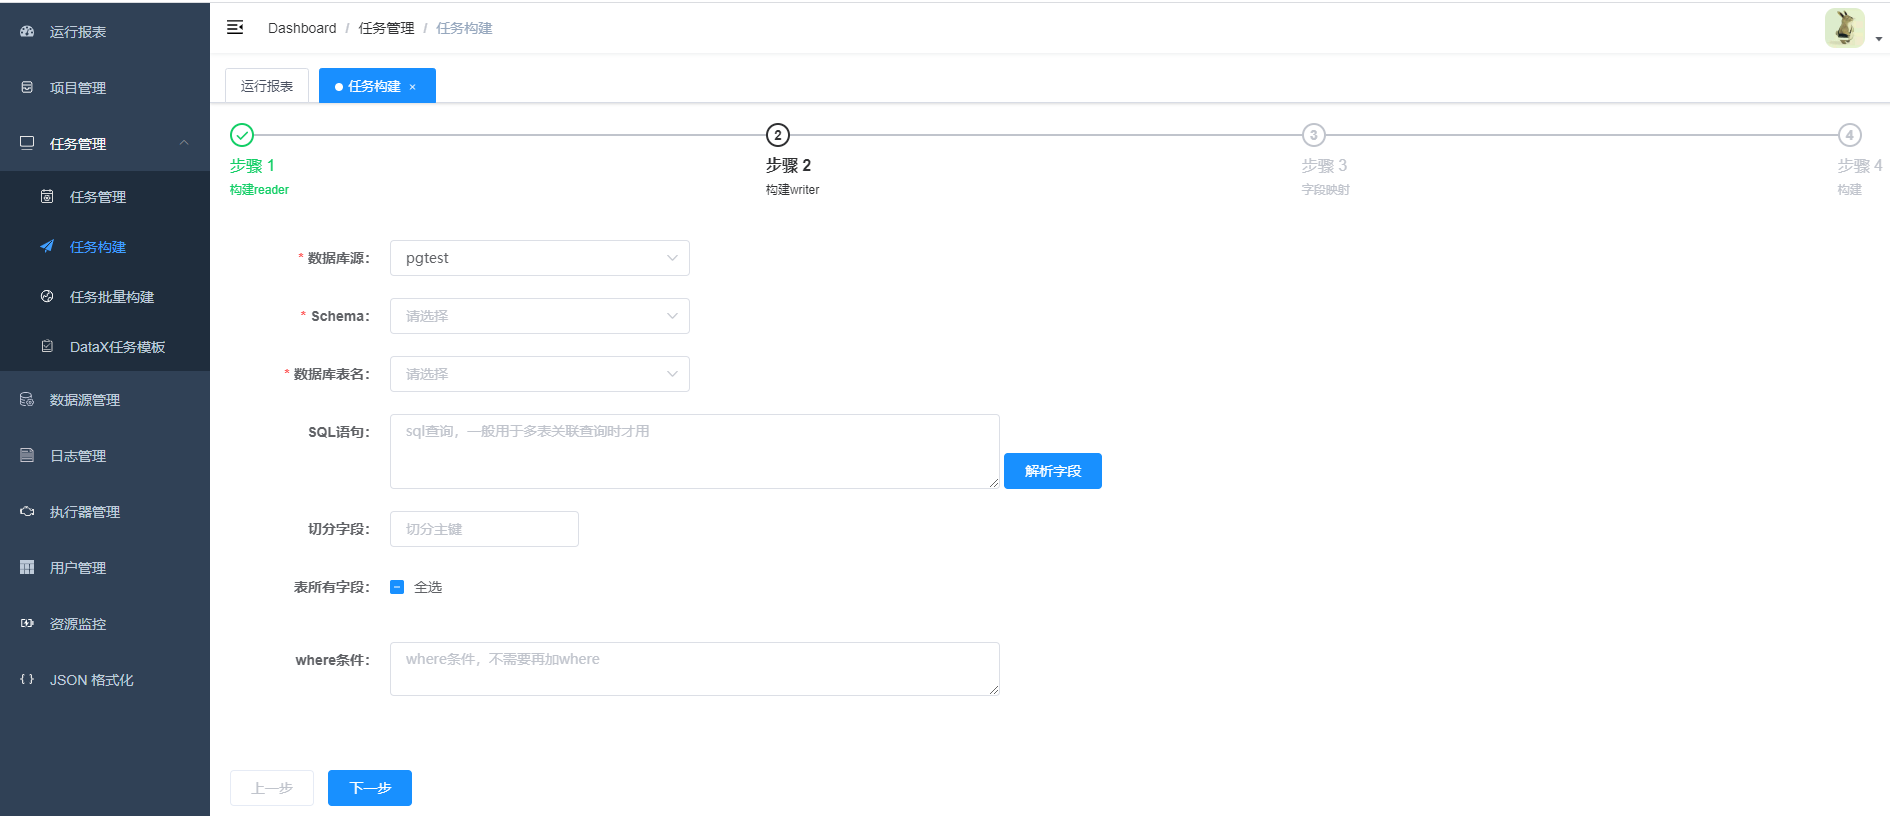 运行报表
项目管理
任务管理
任务管理
任务构建
任务批量构建
DataX任务模板
数据源管理
日志管理
执行器管理
用户管理
资源监控
JSON 格式化
Dashboard / 任务管理 / 任务构建
运行报表
任务构建 ×
步骤 1
构建reader
2
步骤 2
构建writer
3
步骤 3
字段映射
4
步骤 4
构建
* 数据库源： pgtest
* Schema： 请选择
* 数据库表名： 请选择
SQL语句： sql查询，一般用于多表关联查询时才用
解析字段
切分字段： 切分主键
表所有字段： 全选
where条件： where条件，不需要再加where
上一步
下一步